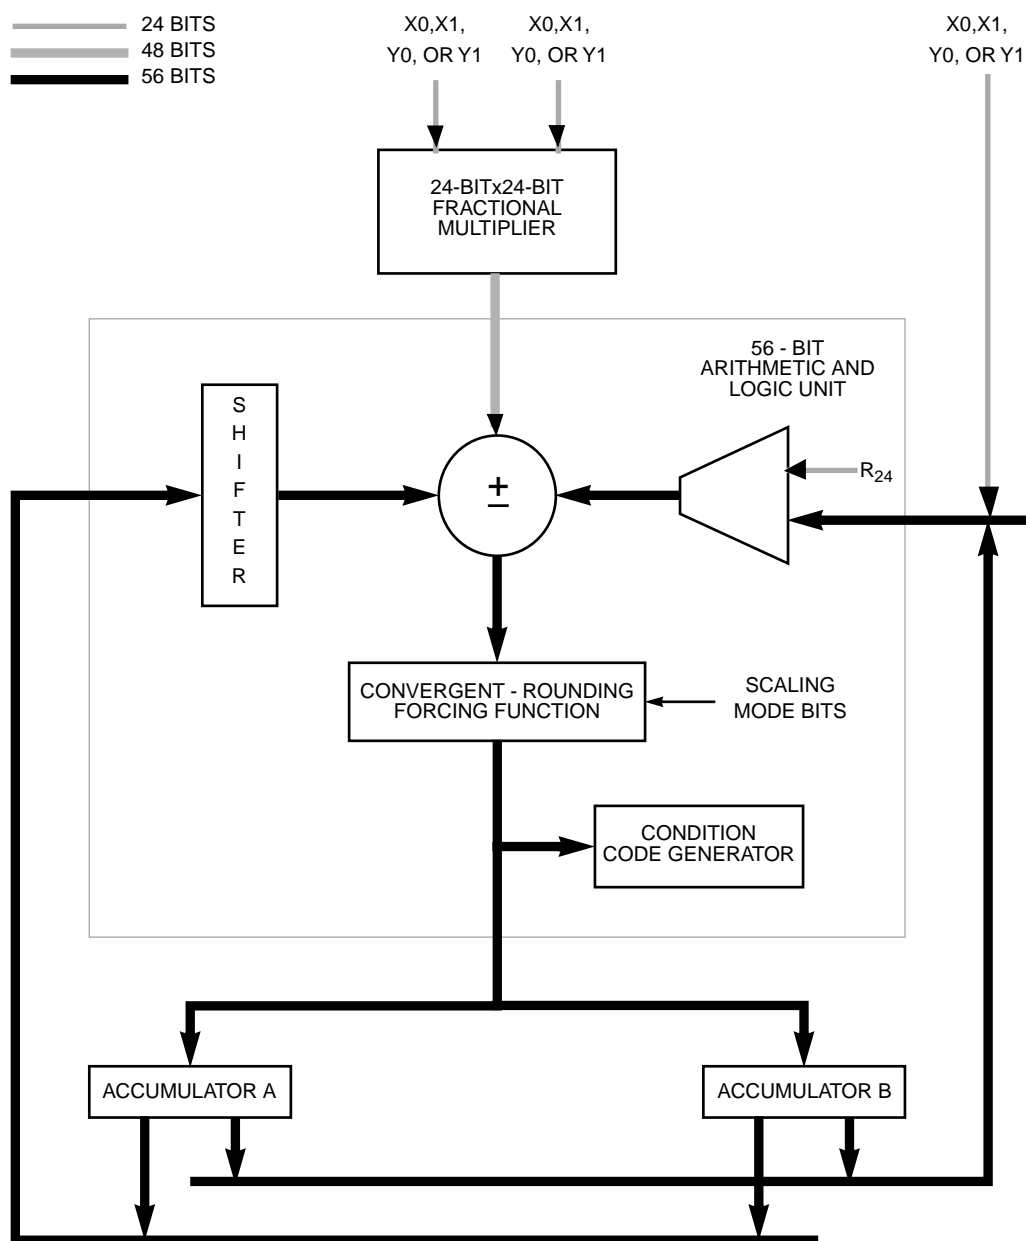 24 BITS
48 BITS
56 BITS
X0,X1,
Y0, OR Y1
X0,X1,
Y0, OR Y1
X0,X1,
Y0, OR Y1
24-BITx24-BIT
FRACTIONAL
MULTIPLIER
56 - BIT
ARITHMETIC AND
LOGIC UNIT
S
H
I
F
T
E
R
+
−
R24
CONVERGENT - ROUNDING
FORCING FUNCTION
SCALING
MODE BITS
CONDITION
CODE GENERATOR
ACCUMULATOR A
ACCUMULATOR B